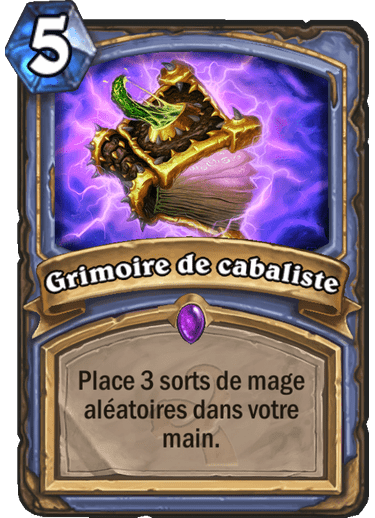 5
Grimoire de cabaliste
Place 3 sorts de mage
aléatoires dans votre
main.